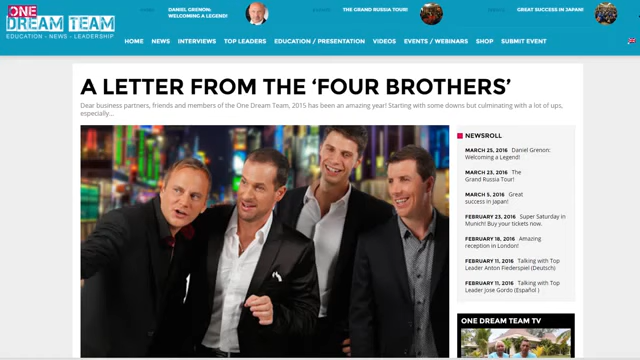 ONE
DREAM TEAM
EDUCATION - NEWS - LEADERSHIP
DANIEL GRENON:
WELCOMING A LEGEND!
THE GRAND RUSSIA TOUR!
GREAT SUCCESS IN JAPAN!
HOME NEWS INTERVIEWS TOP LEADERS EDUCATION / PRESENTATION VIDEOS EVENTS / WEBINARS SHOP SUBMIT EVENT
A LETTER FROM THE ‘FOUR BROTHERS’
Dear business partners, friends and members of the One Dream Team, 2015 has been an amazing year! Starting with some downs but culminating with a lot of ups,
especially...
NEWSROLL
MARCH 25, 2016 Daniel Grenon:
Welcoming a Legend!
MARCH 23, 2016 The
Grand Russia Tour!
MARCH 5, 2016 Great
success in Japan!
FEBRUARY 23, 2016 Super Saturday in
Munich! Buy your tickets now.
FEBRUARY 18, 2016 Amazing
reception in London!
FEBRUARY 11, 2016 Talking with Top
Leader Anton Fiederspiel (Deutsch)
FEBRUARY 11, 2016 Talking with Top
Leader Jose Gordo (Español )
ONE DREAM TEAM TV